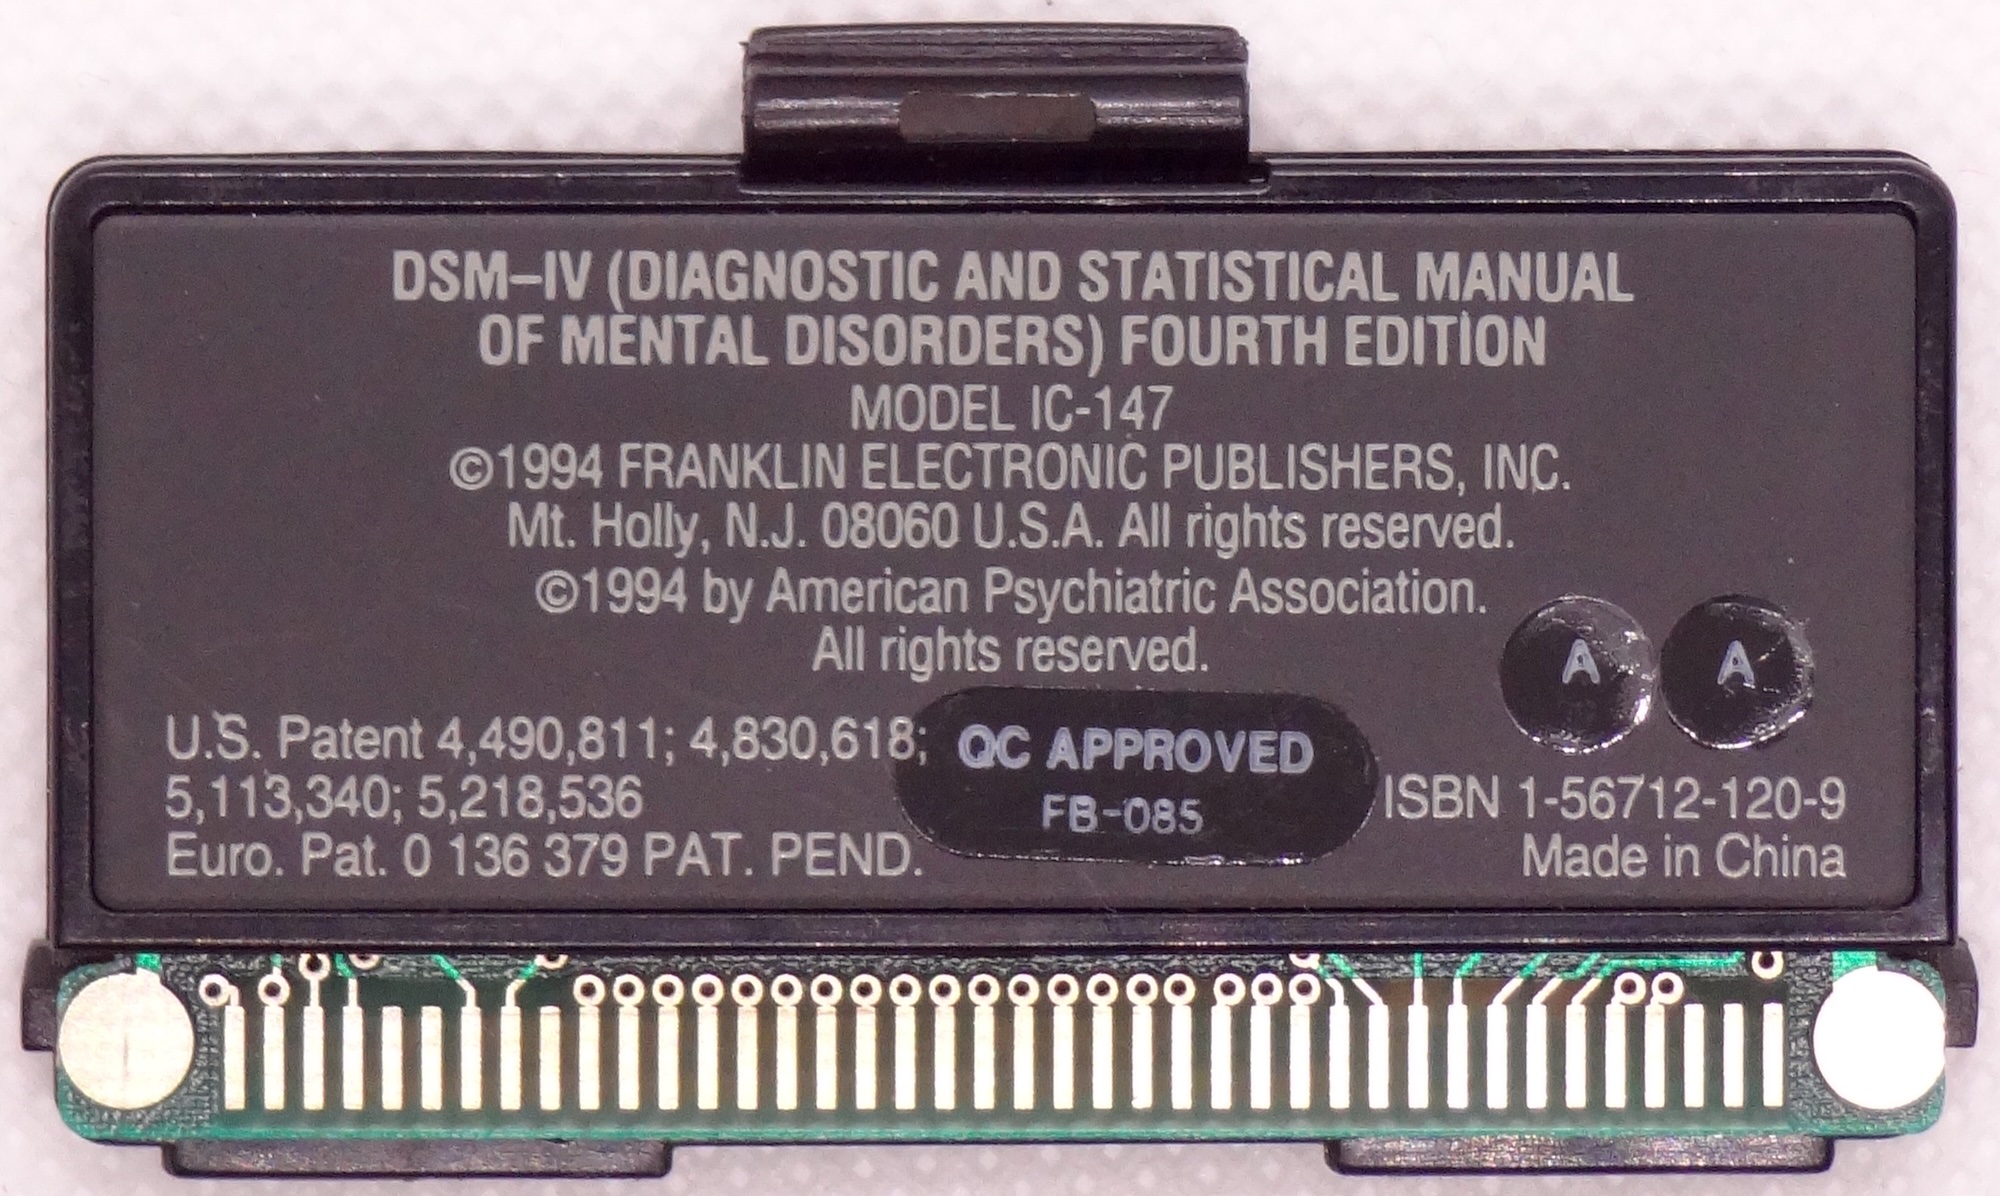 DSM–IV (DIAGNOSTIC AND STATISTICAL MANUAL
OF MENTAL DISORDERS) FOURTH EDITION
MODEL IC-147
©1994 FRANKLIN ELECTRONIC PUBLISHERS, INC.
Mt. Holly, N.J. 08060 U.S.A. All rights reserved.
©1994 by American Psychiatric Association.
All rights reserved.
A A
U.S. Patent 4,490,811; 4,830,618;
5,113,340; 5,218,536
Euro. Pat. 0 136 379 PAT. PEND.
QC APPROVED
FB-085
ISBN 1-56712-120-9
Made in China